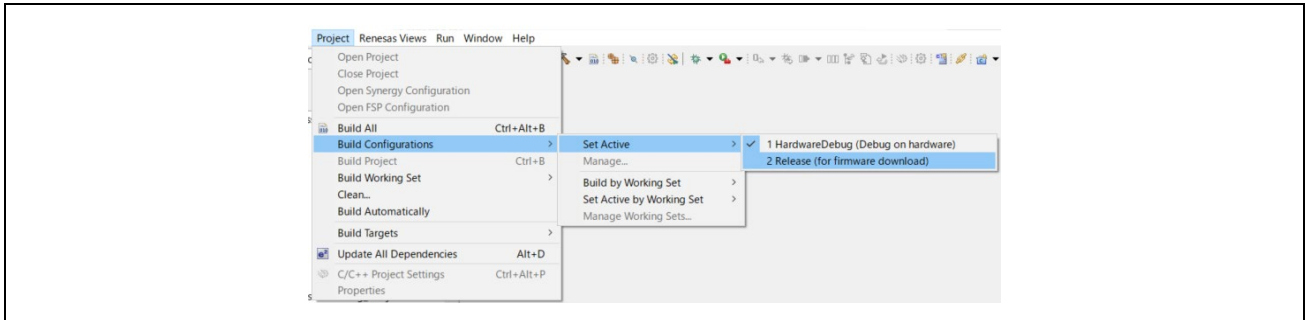 Project Renesas Views Run Window Help
Open Project
Close Project
Open Synergy Configuration
Open FSP Configuration
Build All Ctrl+Alt+B
Build Configurations >
Build Project Ctrl+B
Build Working Set >
Clean...
Build Automatically
Build Targets >
Update All Dependencies Alt+D
C/C++ Project Settings Ctrl+Alt+P
Properties
Set Active >
Manage...
Build by Working Set >
Set Active by Working Set >
Manage Working Sets...
✓ 1 HardwareDebug (Debug on hardware)
2 Release (for firmware download)